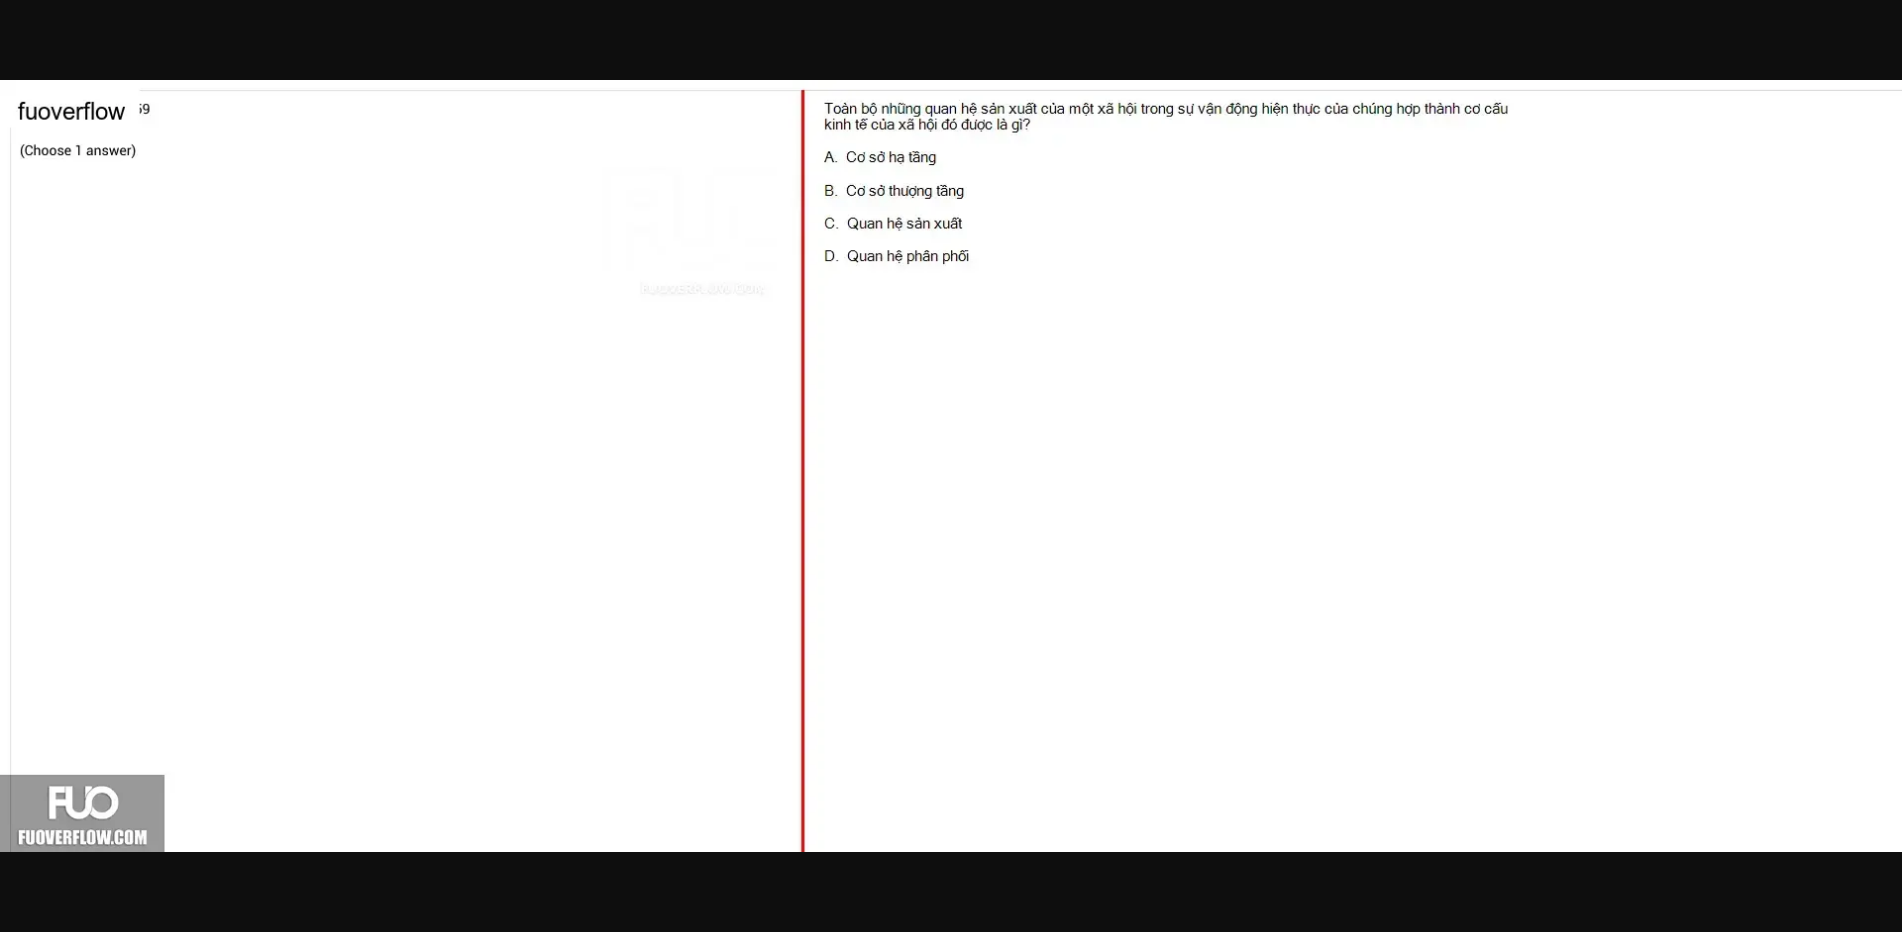 fuoverflow
59
(Choose 1 answer)
Toàn bộ những quan hệ sản xuất của một xã hội trong sự vận động hiện thực của chúng hợp thành cơ cấu
kinh tế của xã hội đó được là gì?
A. Cơ sở hạ tầng
B. Cơ sở thượng tầng
C. Quan hệ sản xuất
D. Quan hệ phân phối
FUOVERFLOW.COM
FUO
FUOVERFLOW.COM